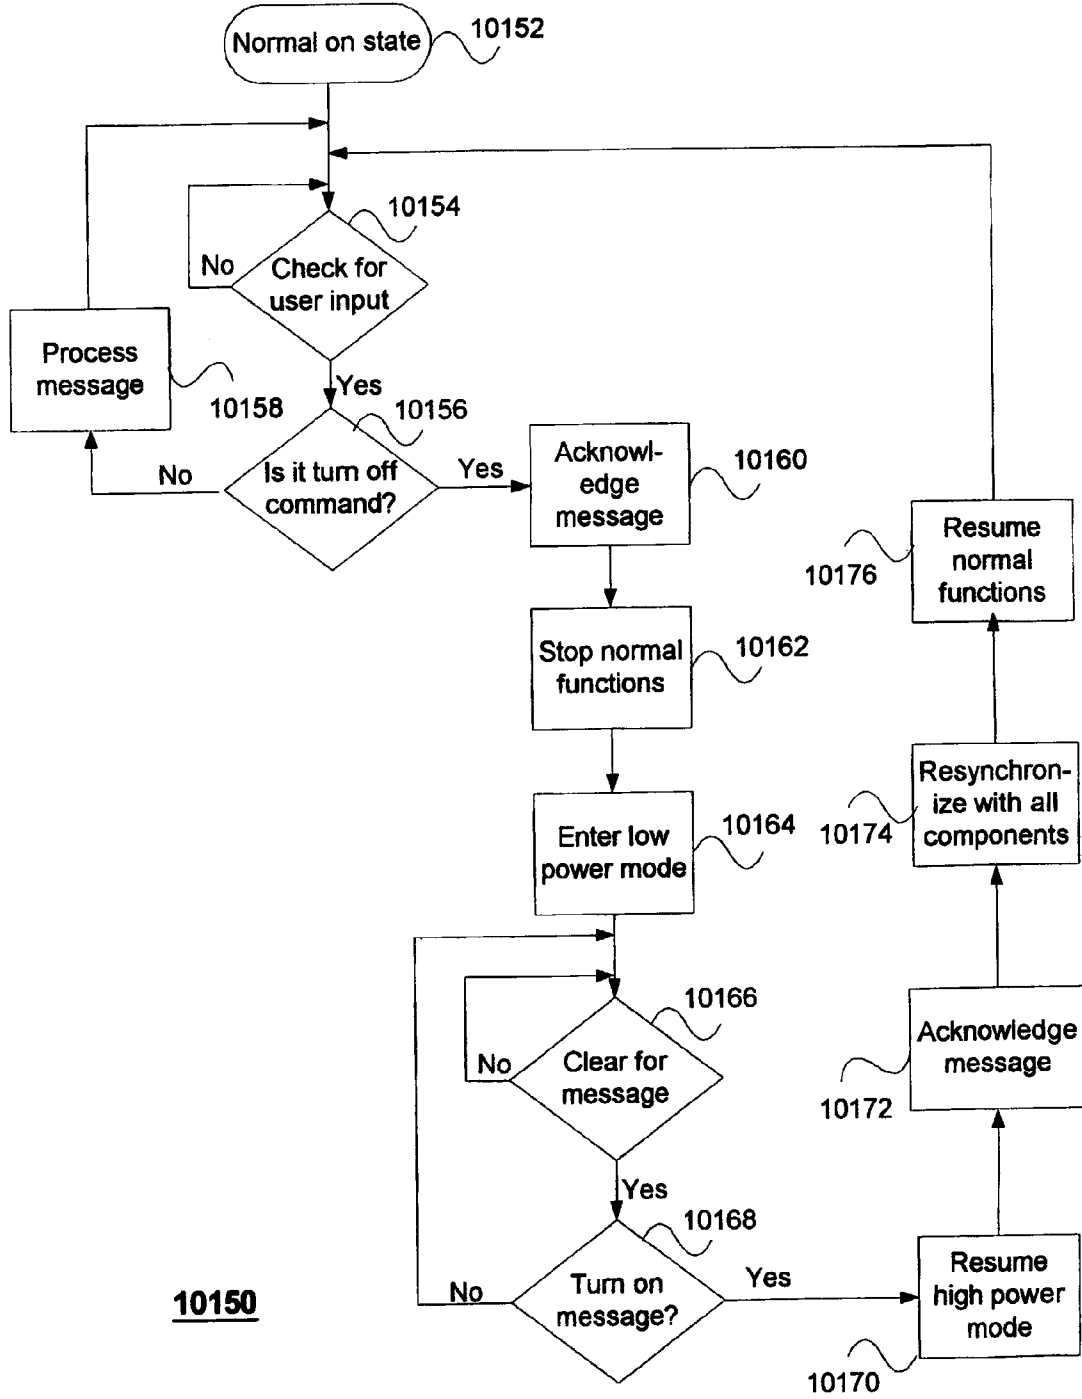 Normal on state
10152
10154
No
Check for
user input
Process
message
10158
Yes
10156
No
Is it turn off
command?
Yes
Acknowl-
edge
message
10160
Resume
normal
functions
10176
Stop normal
functions
10162
Resynchron-
ize with all
components
10174
Enter low
power mode
10164
10166
No
Clear for
message
Acknowledge
message
10172
Yes
10168
No
Turn on
message?
Yes
Resume
high power
mode
10170
10150